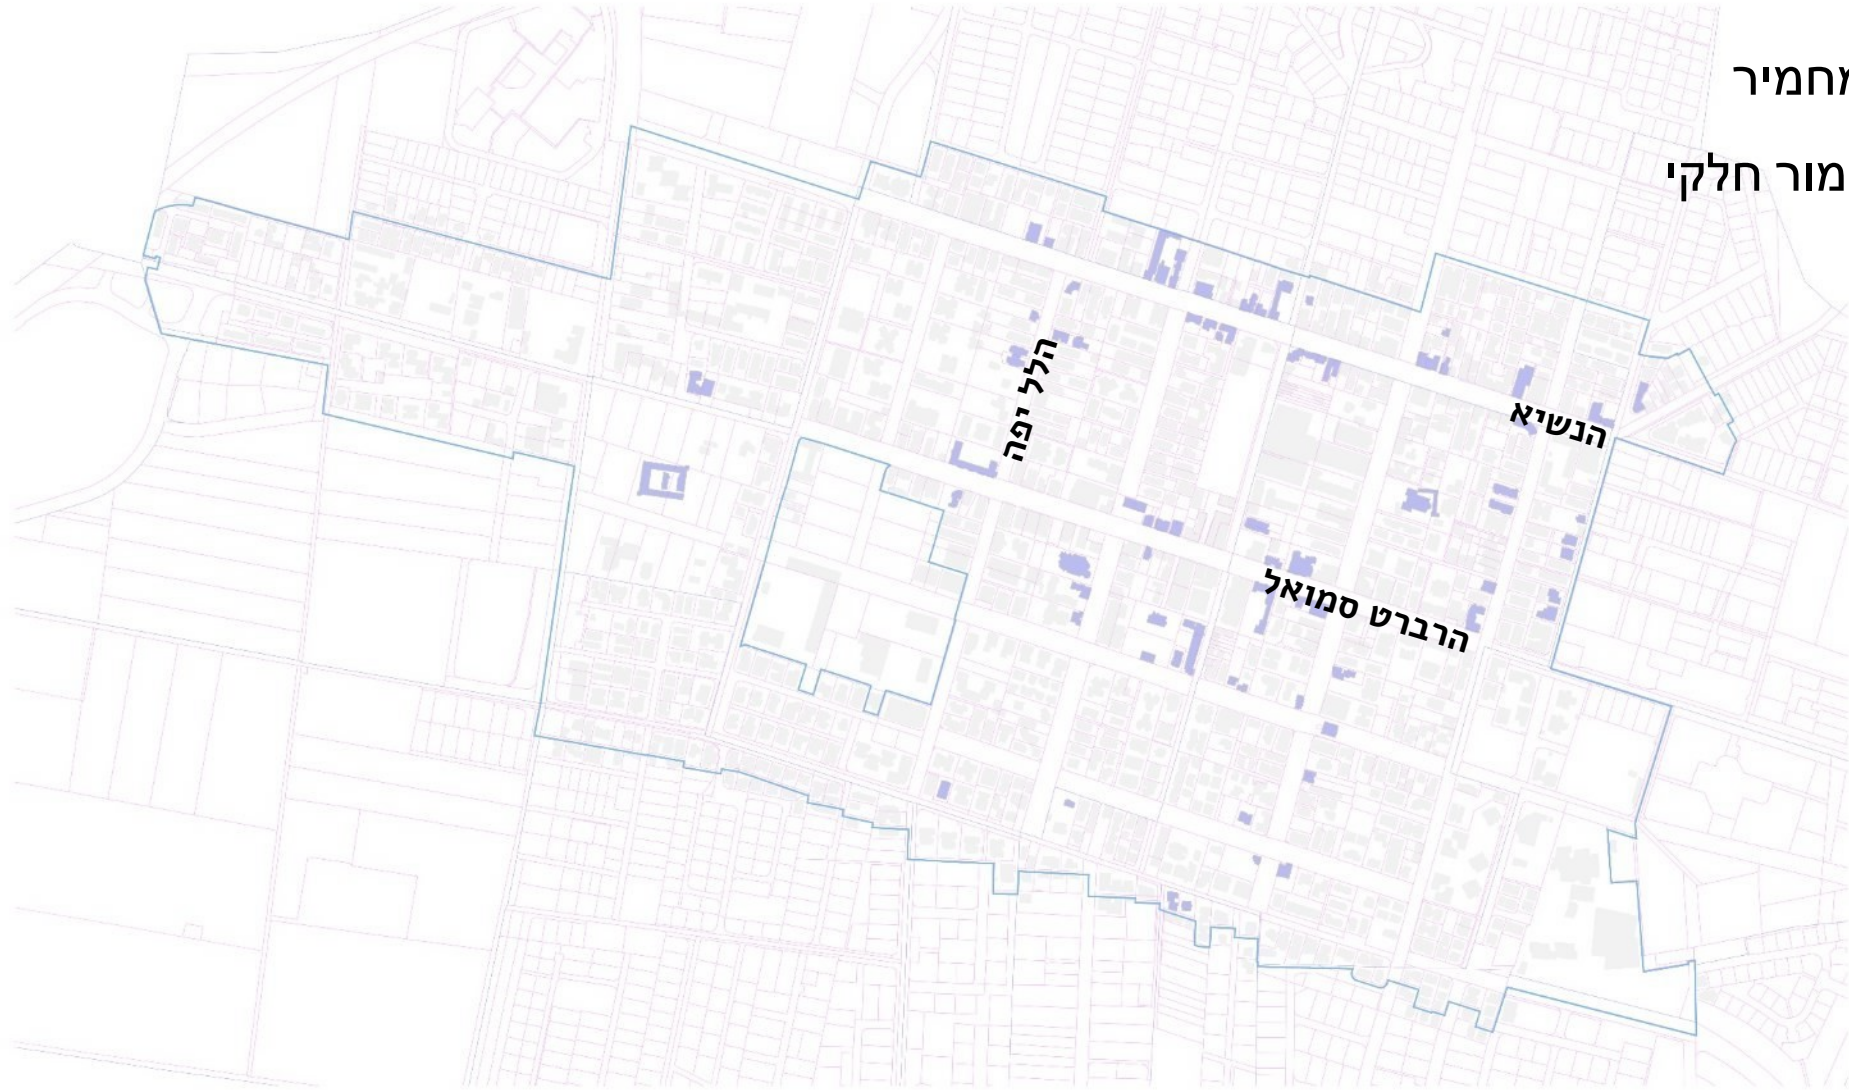 מחמיר
מור חלקי
הלל יפה
הנשיא
הרברט סמואל